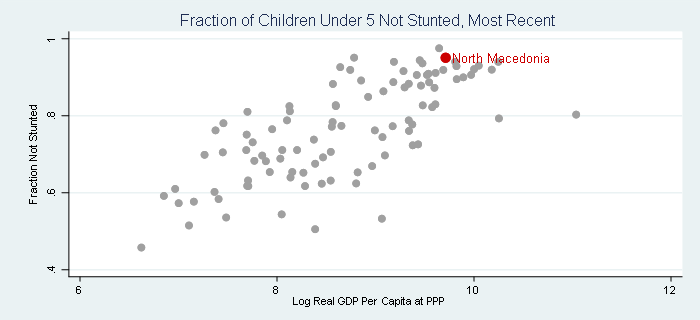 Fraction of Children Under 5 Not Stunted, Most Recent
1
North Macedonia
.8
Fraction Not Stunted
.6
.4
6 8 10 12
Log Real GDP Per Capita at PPP